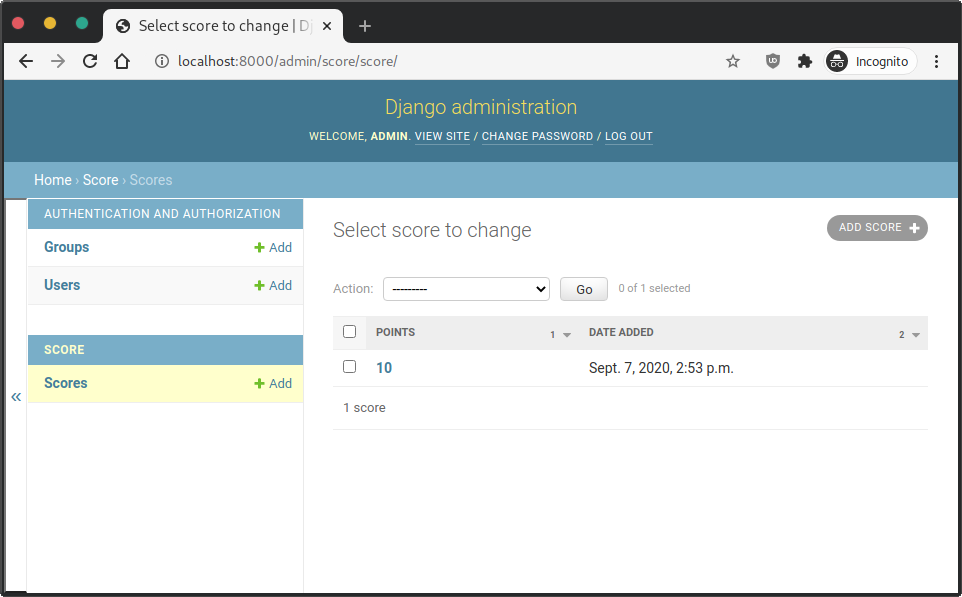 Select score to change | Dj
localhost:8000/admin/score/score/
Incognito
Django administration
WELCOME, ADMIN. VIEW SITE / CHANGE PASSWORD / LOG OUT
Home › Score › Scores
AUTHENTICATION AND AUTHORIZATION
Groups + Add
Users + Add
SCORE
Scores + Add
«
Select score to change
ADD SCORE +
Action: --------- Go 0 of 1 selected
POINTS 1 DATE ADDED 2
10 Sept. 7, 2020, 2:53 p.m.
1 score